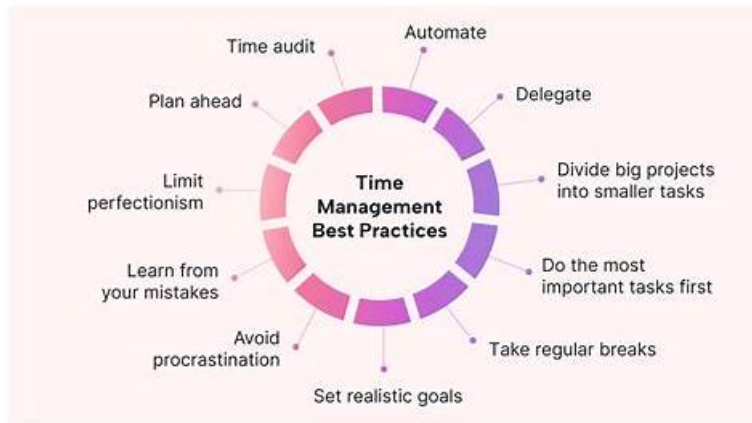 Time Management Best Practices
Automate
Delegate
Divide big projects
into smaller tasks
Do the most
important tasks first
Take regular breaks
Set realistic goals
Avoid
procrastination
Learn from
your mistakes
Limit
perfectionism
Plan ahead
Time audit